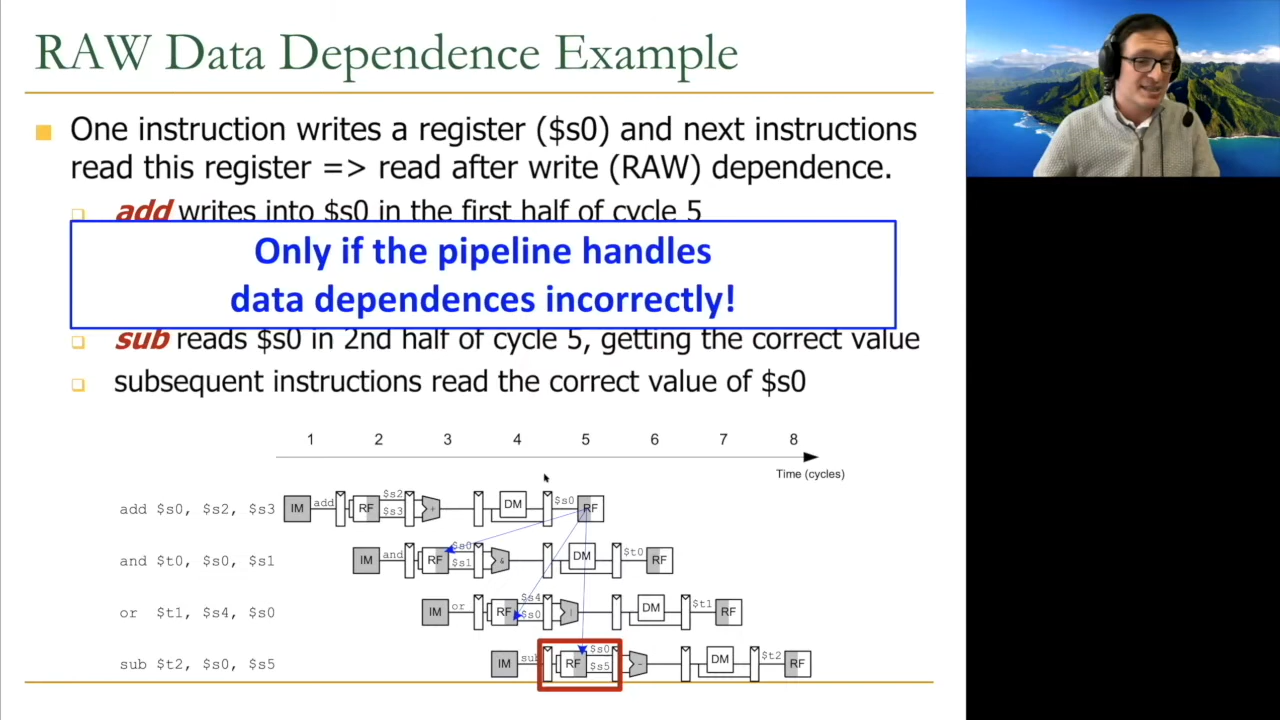 RAW Data Dependence Example
One instruction writes a register ($s0) and next instructions
read this register => read after write (RAW) dependence.
add writes into $s0 in the first half of cycle 5
Only if the pipeline handles
data dependences incorrectly!
sub reads $s0 in 2nd half of cycle 5, getting the correct value
subsequent instructions read the correct value of $s0
1 2 3 4 5 6 7 8
Time (cycles)
add $s0, $s2, $s3 IM add RF $s2 $s3 + DM $s0 RF
and $t0, $s0, $s1 IM and RF $s0 $s1 & DM $t0 RF
or $t1, $s4, $s0 IM or RF $s4 $s0 | DM $t1 RF
sub $t2, $s0, $s5 IM sub RF $s0 $s5 - DM $t2 RF